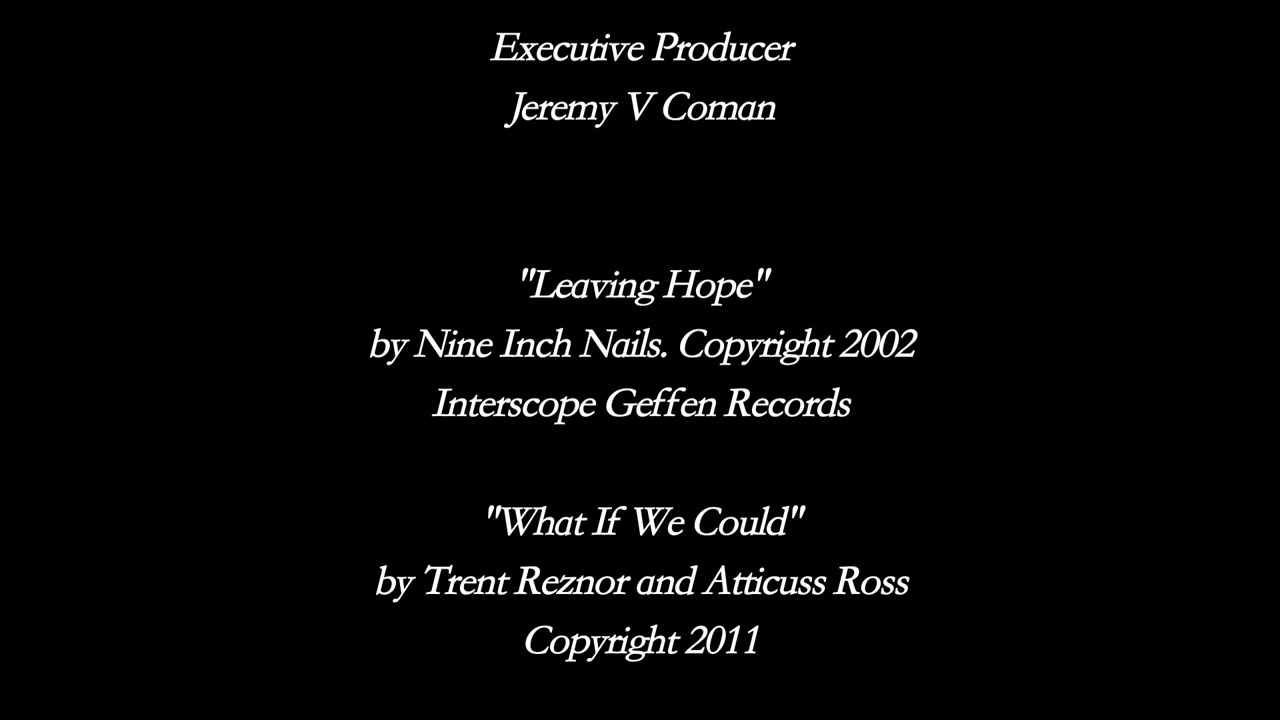 Executive Producer
Jeremy V Coman
"Leaving Hope"
by Nine Inch Nails. Copyright 2002
Interscope Geffen Records
"What If We Could"
by Trent Reznor and Atticuss Ross
Copyright 2011